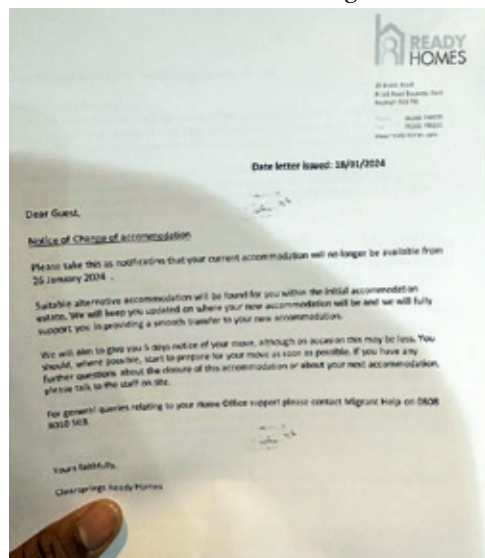 READY
HOMES
Date letter issued: 18/01/2024
Dear Guest,
Notice of Change of accommodation
Please take this as notification that your current accommodation will no longer be available from
26 January 2024 .
Suitable alternative accommodation will be found for you within the initial accommodation
estate. We will keep you updated on where your new accommodation will be and we will fully
support you in providing a smooth transfer to your new accommodation.
We will aim to give you 5 days notice of your move, although on occasion this may be less. You
should, where possible, start to prepare for your move as soon as possible. If you have any
further questions about the closure of this accommodation or about your next accommodation,
please talk to the staff on site.
For general queries relating to your Home Office support please contact Migrant Help on 0808
8010 503.
Yours faithfully,
Clearsprings Ready Homes